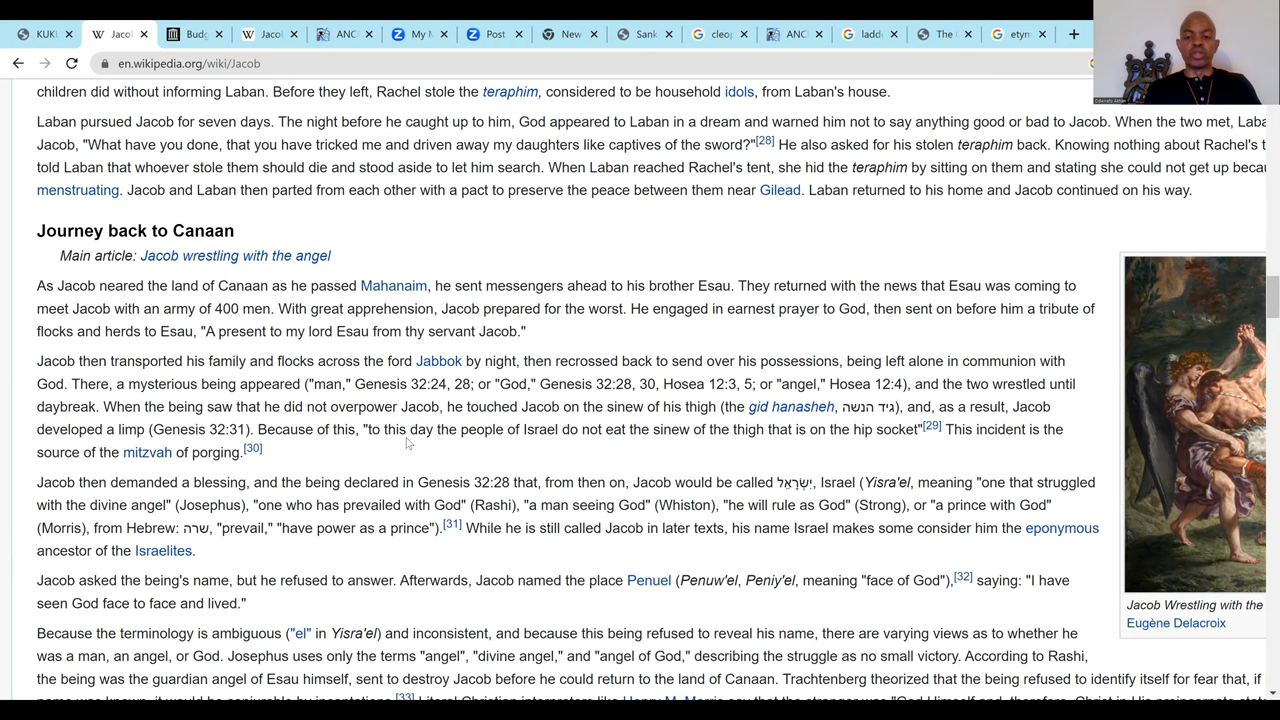 KUKI
Jacob
Budg
Jacol
ANCI
My M
Post
New
Sank
cleop
ANCI
ladde
The
etym
en.wikipedia.org/wiki/Jacob
children did without informing Laban. Before they left, Rachel stole the teraphim, considered to be household idols, from Laban's house.
Laban pursued Jacob for seven days. The night before he caught up to him, God appeared to Laban in a dream and warned him not to say anything good or bad to Jacob. When the two met, Laba
Jacob, "What have you done, that you have tricked me and driven away my daughters like captives of the sword?"[28] He also asked for his stolen teraphim back. Knowing nothing about Rachel's t
told Laban that whoever stole them should die and stood aside to let him search. When Laban reached Rachel's tent, she hid the teraphim by sitting on them and stating she could not get up becau
menstruating. Jacob and Laban then parted from each other with a pact to preserve the peace between them near Gilead. Laban returned to his home and Jacob continued on his way.
Journey back to Canaan
Main article: Jacob wrestling with the angel
As Jacob neared the land of Canaan as he passed Mahanaim, he sent messengers ahead to his brother Esau. They returned with the news that Esau was coming to
meet Jacob with an army of 400 men. With great apprehension, Jacob prepared for the worst. He engaged in earnest prayer to God, then sent on before him a tribute of
flocks and herds to Esau, "A present to my lord Esau from thy servant Jacob."
Jacob then transported his family and flocks across the ford Jabbok by night, then recrossed back to send over his possessions, being left alone in communion with
God. There, a mysterious being appeared ("man," Genesis 32:24, 28; or "God," Genesis 32:28, 30, Hosea 12:3, 5; or "angel," Hosea 12:4), and the two wrestled until
daybreak. When the being saw that he did not overpower Jacob, he touched Jacob on the sinew of his thigh (the gid hanasheh, גיד הנשה), and, as a result, Jacob
developed a limp (Genesis 32:31). Because of this, "to this day the people of Israel do not eat the sinew of the thigh that is on the hip socket"[29] This incident is the
source of the mitzvah of porging.[30]
Jacob then demanded a blessing, and the being declared in Genesis 32:28 that, from then on, Jacob would be called יִשְׂרָאֵל, Israel (Yisra'el, meaning "one that struggled
with the divine angel" (Josephus), "one who has prevailed with God" (Rashi), "a man seeing God" (Whiston), "he will rule as God" (Strong), or "a prince with God"
(Morris), from Hebrew: שרה, "prevail," "have power as a prince").[31] While he is still called Jacob in later texts, his name Israel makes some consider him the eponymous
ancestor of the Israelites.
Jacob asked the being's name, but he refused to answer. Afterwards, Jacob named the place Penuel (Penuw'el, Peniy'el, meaning "face of God"),[32] saying: "I have
seen God face to face and lived."
Because the terminology is ambiguous ("el" in Yisra'el) and inconsistent, and because this being refused to reveal his name, there are varying views as to whether he
was a man, an angel, or God. Josephus uses only the terms "angel", "divine angel," and "angel of God," describing the struggle as no small victory. According to Rashi,
the being was the guardian angel of Esau himself, sent to destroy Jacob before he could return to the land of Canaan. Trachtenberg theorized that the being refused to identify itself for fear that, if
Jacob Wrestling with the
Eugène Delacroix